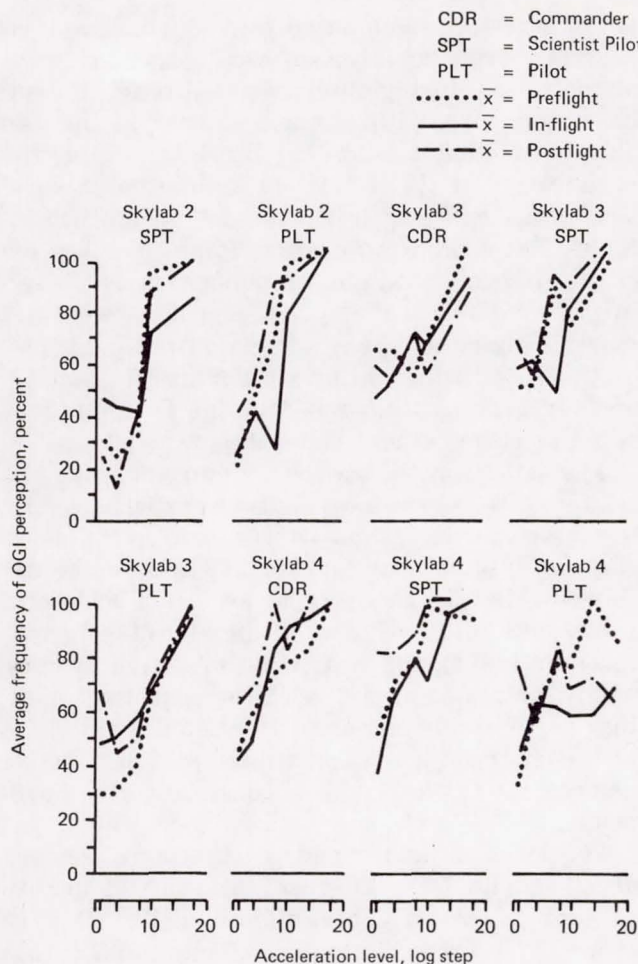 CDR = Commander
SPT = Scientist Pilot
PLT = Pilot
x = Preflight
x = In-flight
x = Postflight
Skylab 2 Skylab 2 Skylab 3 Skylab 3
SPT PLT CDR SPT
100
80
60
40
20
0
Skylab 3 Skylab 4 Skylab 4 Skylab 4
PLT CDR SPT PLT
100
80
60
40
20
0
0 10 20 0 10 20 0 10 20 0 10 20
Average frequency of OGI perception, percent
Acceleration level, log step